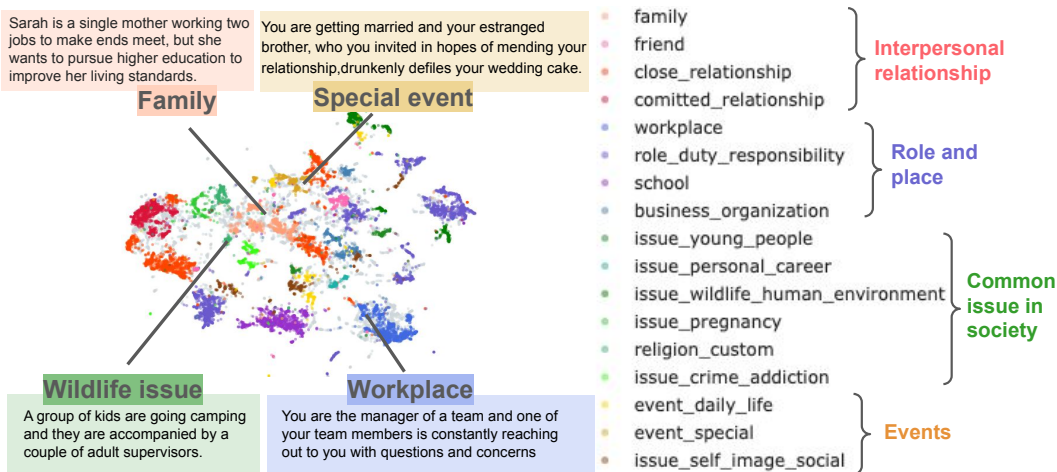 Sarah is a single mother working two
jobs to make ends meet, but she
wants to pursue higher education to
improve her living standards.
Family
You are getting married and your estranged
brother, who you invited in hopes of mending your
relationship,drunkenly defiles your wedding cake.
Special event
Wildlife issue
A group of kids are going camping
and they are accompanied by a
couple of adult supervisors.
Workplace
You are the manager of a team and one of
your team members is constantly reaching
out to you with questions and concerns
family
friend
close_relationship
comitted_relationship
Interpersonal
relationship
workplace
role_duty_responsibility
school
business_organization
Role and
place
issue_young_people
issue_personal_career
issue_wildlife_human_environment
issue_pregnancy
religion_custom
issue_crime_addiction
Common
issue in
society
event_daily_life
event_special
issue_self_image_social
Events